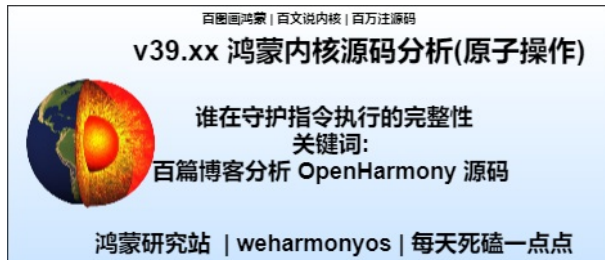 百图画鸿蒙 | 百文说内核 | 百万注源码
v39.xx 鸿蒙内核源码分析(原子操作)
谁在守护指令执行的完整性
关键词:
百篇博客分析 OpenHarmony 源码
鸿蒙研究站 | weharmonyos | 每天死磕一点点